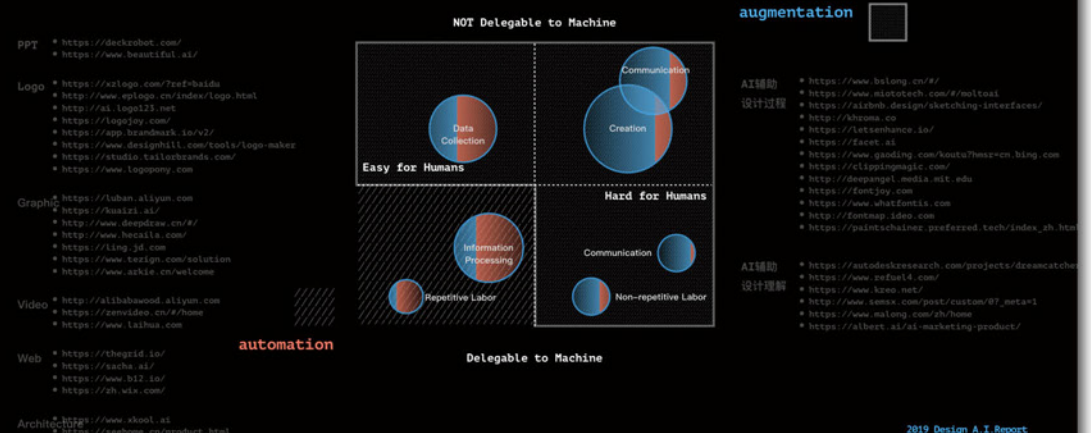 NOT Delegable to Machine
augmentation
PPT
https://deckrobot.com/
https://www.beautiful.ai/
Logo
https://xzlogo.com/?ref=baidu
http://www.eplogo.cn/index/logo.html
http://ai.logo123.net
https://logojoy.com/
https://app.brandmark.io/v2/
https://www.designhill.com/tools/logo-maker
https://studio.tailorbrands.com/
https://www.logopony.com
Graphic
https://luban.aliyun.com
https://kuaizi.ai/
http://www.deepdraw.cn/#/
http://www.hecaila.com/
https://ling.jd.com
https://www.tezign.com/solution
https://www.arkie.cn/welcome
Video
http://alibabawood.aliyun.com
https://zenvideo.cn/#/home
https://www.laihua.com
automation
Web
https://thegrid.io/
https://sacha.ai/
https://www.b12.io/
https://zh.wix.com/
Architecture
https://www.xkool.ai
Communication
Creation
Data
Collection
Easy for Humans
Hard for Humans
Information
Processing
Repetitive Labor
Communication
Non-repetitive Labor
Delegable to Machine
AI辅助
设计过程
https://www.bslong.cn/#/
https://www.miototech.com/#/moltoai
https://airbnb.design/sketching-interfaces/
http://khroma.co
https://letsenhance.io/
https://facet.ai
https://www.gaoding.com/koutu?hmsr=cn.bing.com
https://clippingmagic.com/
http://deepangel.media.mit.edu
https://fontjoy.com
https://www.whatfontis.com
http://fontmap.ideo.com
https://paintschainer.preferred.tech/index_zh.html
AI辅助
设计理解
https://autodeskresearch.com/projects/dreamcatcher
https://www.refuel4.com/
https://www.kreo.net/
http://www.semsx.com/post/custom/0?_meta=1
https://www.malong.com/zh/home
https://albert.ai/ai-marketing-product/
2019 Design A.I.Report